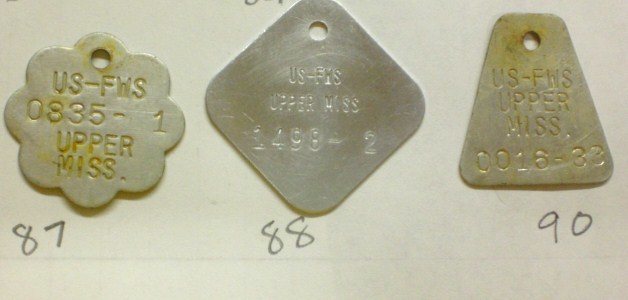 US-FWS
0835- 1
UPPER
MISS.
87
US-FWS
UPPER MISS
1496- 2
88
US-FWS
UPPER
MISS.
0016-33
90